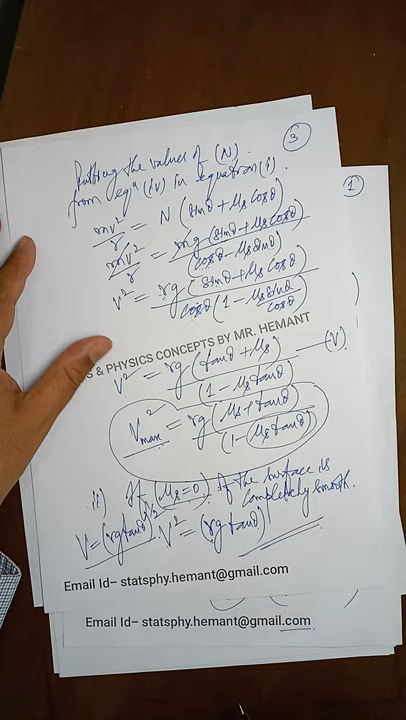 ③
Putting the values of (N)
from eqⁿ (iv) in equation (i).
mv²/r = N (sinθ + μs cosθ)
mv²/r = mg (sinθ + μs cosθ) / (cosθ - μs sinθ)
v² = rg (sinθ + μs cosθ) / cosθ (1 - μs sinθ/cosθ)
S & PHYSICS CONCEPTS BY MR. HEMANT
v² = rg (tanθ + μs) / (1 - μs tanθ) — (V)
V²max = rg (μs + tanθ) / (1 - μs tanθ)
ii) If (μs = 0) if the surface is
completely smooth.
V = (rg tanθ)^1/2 v² = (rg tanθ)
Email Id– statsphy.hemant@gmail.com
①
Email Id– statsphy.hemant@gmail.com